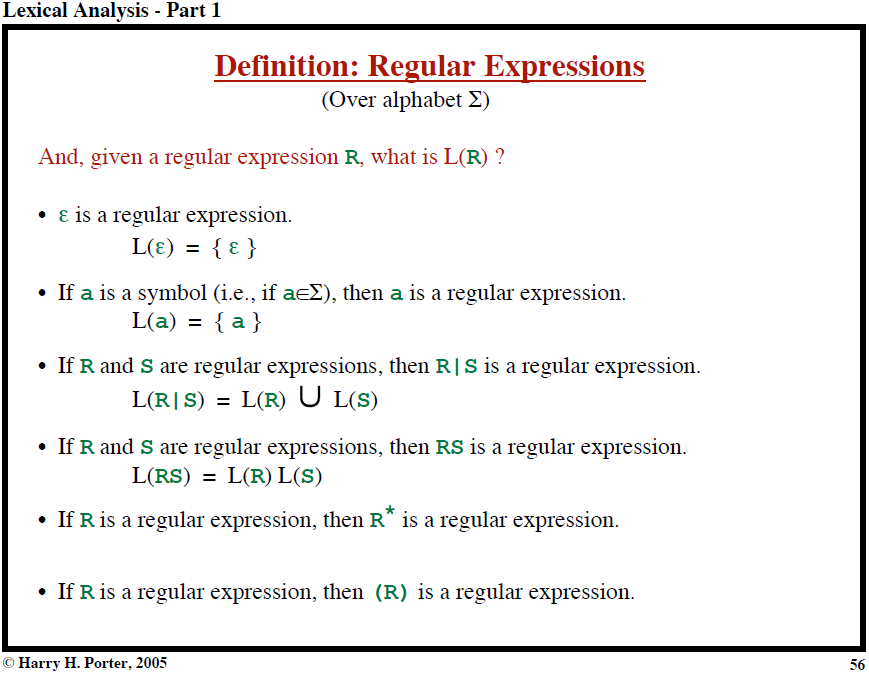 Lexical Analysis - Part 1
Definition: Regular Expressions
(Over alphabet Σ)
And, given a regular expression R, what is L(R) ?
• ε is a regular expression.
L(ε) = { ε }
• If a is a symbol (i.e., if a∈Σ), then a is a regular expression.
L(a) = { a }
• If R and S are regular expressions, then R|S is a regular expression.
L(R|S) = L(R) ∪ L(S)
• If R and S are regular expressions, then RS is a regular expression.
L(RS) = L(R) L(S)
• If R is a regular expression, then R* is a regular expression.
• If R is a regular expression, then (R) is a regular expression.
© Harry H. Porter, 2005
56